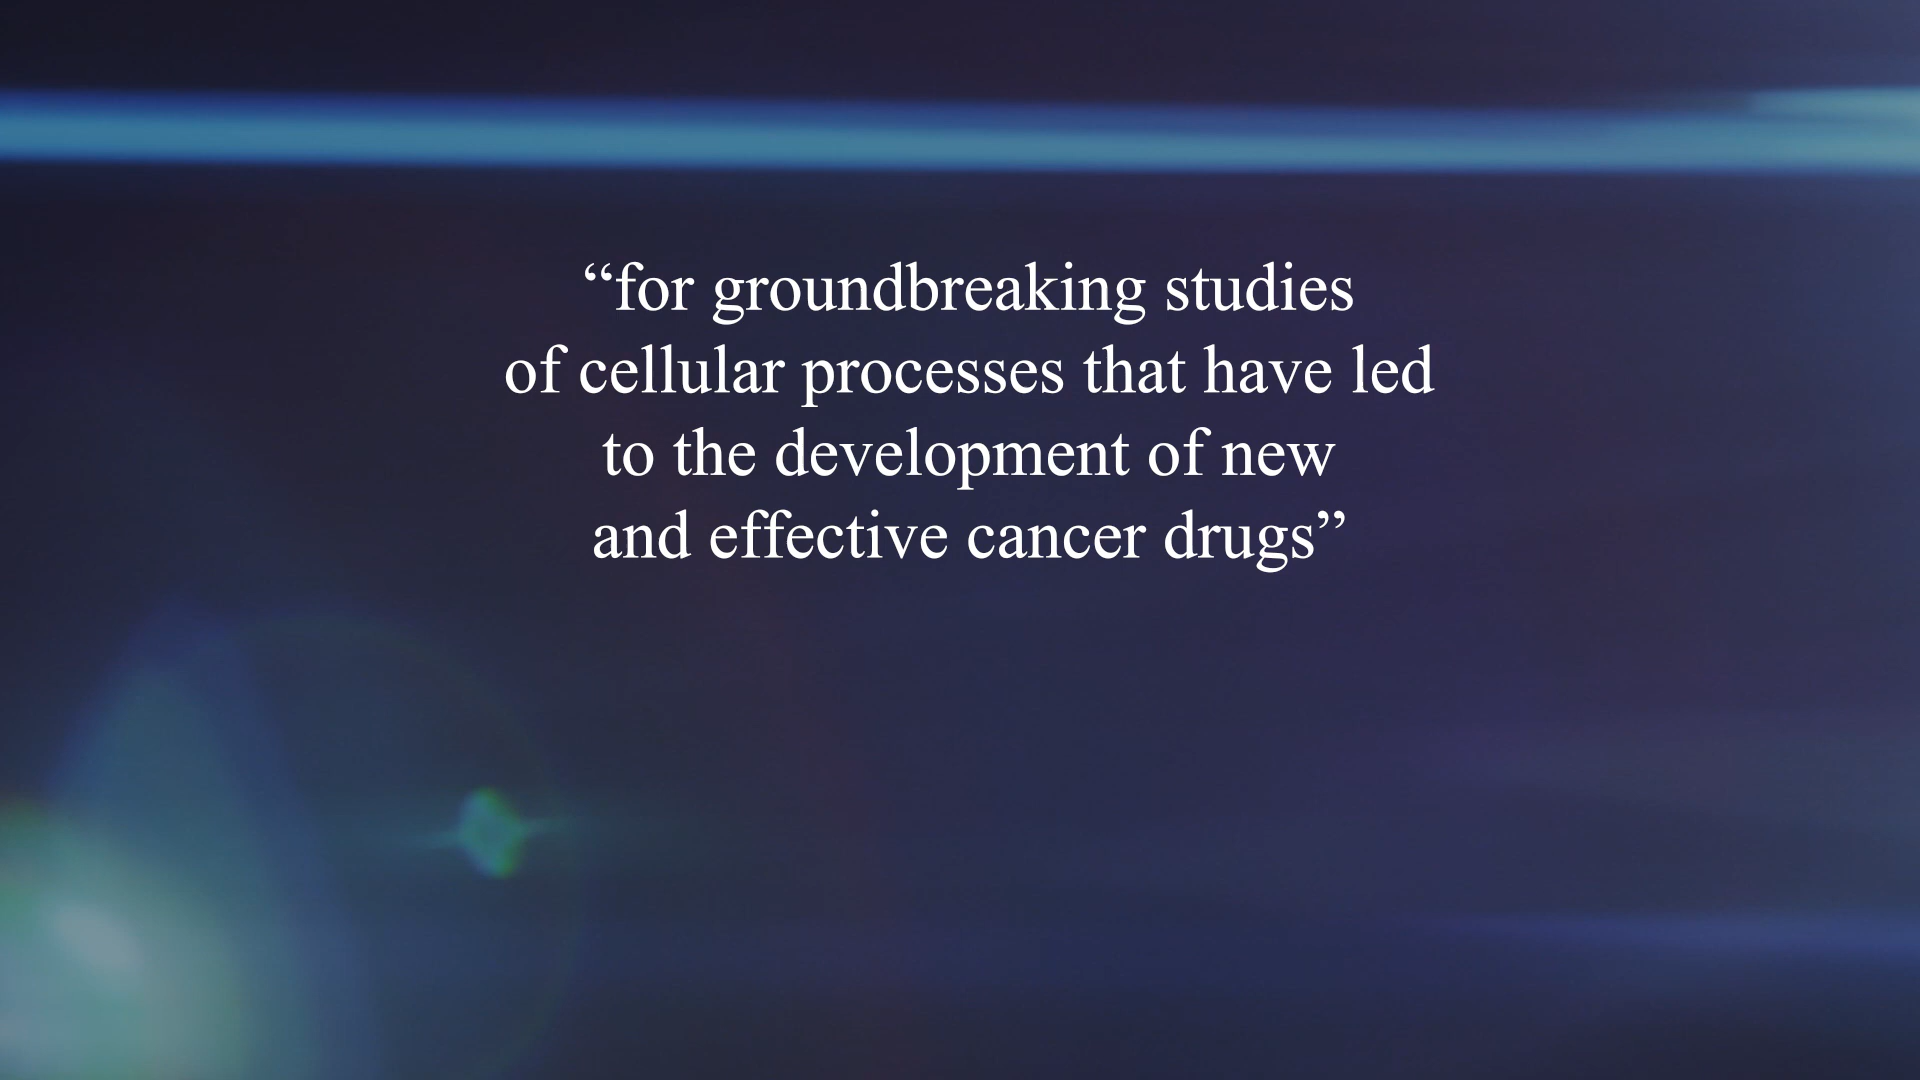 “for groundbreaking studies
of cellular processes that have led
to the development of new
and effective cancer drugs”